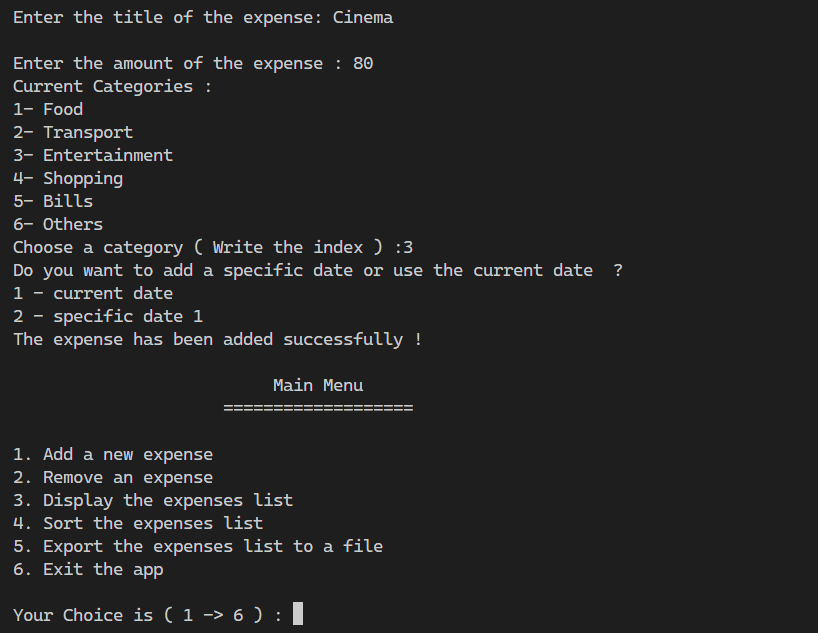 Enter the title of the expense: Cinema
Enter the amount of the expense : 80
Current Categories :
1- Food
2- Transport
3- Entertainment
4- Shopping
5- Bills
6- Others
Choose a category ( Write the index ) :3
Do you want to add a specific date or use the current date  ?
1 - current date
2 - specific date 1
The expense has been added successfully !
Main Menu
===================
1. Add a new expense
2. Remove an expense
3. Display the expenses list
4. Sort the expenses list
5. Export the expenses list to a file
6. Exit the app
Your Choice is ( 1 -> 6 ) :